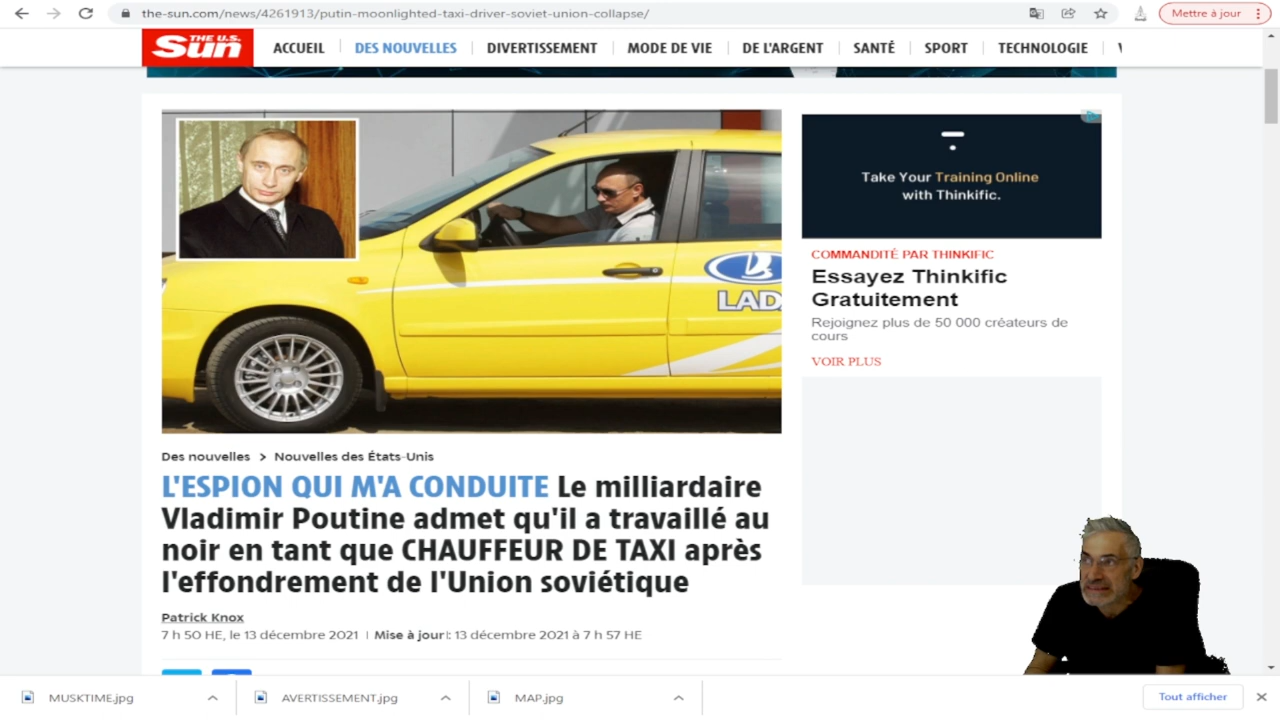 the-sun.com/news/4261913/putin-moonlighted-taxi-driver-soviet-union-collapse/
Mettre à jour
THE U.S. Sun
ACCUEIL
DES NOUVELLES
DIVERTISSEMENT
MODE DE VIE
DE L'ARGENT
SANTÉ
SPORT
TECHNOLOGIE
LAD
Take Your Training Online
with Thinkific.
COMMANDITÉ PAR THINKIFIC
Essayez Thinkific
Gratuitement
Rejoignez plus de 50 000 créateurs de
cours
VOIR PLUS
Des nouvelles > Nouvelles des États-Unis
L'ESPION QUI M'A CONDUITE Le milliardaire
Vladimir Poutine admet qu'il a travaillé au
noir en tant que CHAUFFEUR DE TAXI après
l'effondrement de l'Union soviétique
Patrick Knox
7 h 50 HE, le 13 décembre 2021 | Mise à jour : 13 décembre 2021 à 7 h 57 HE
MUSKTIME.jpg
AVERTISSEMENT.jpg
MAP.jpg
Tout afficher